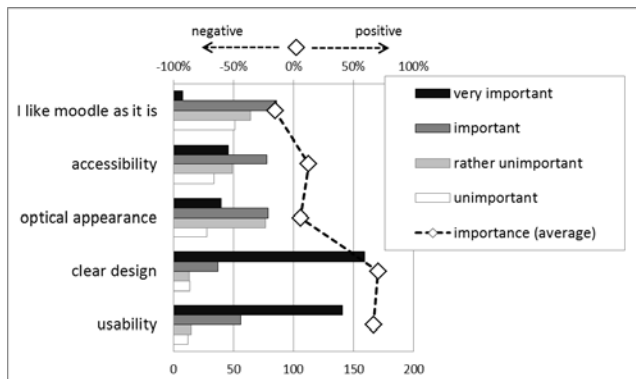 negative positive
-100% -50% 0% 50% 100%
I like moodle as it is
accessibility
optical appearance
clear design
usability
0 50 100 150 200
very important
important
rather unimportant
unimportant
importance (average)